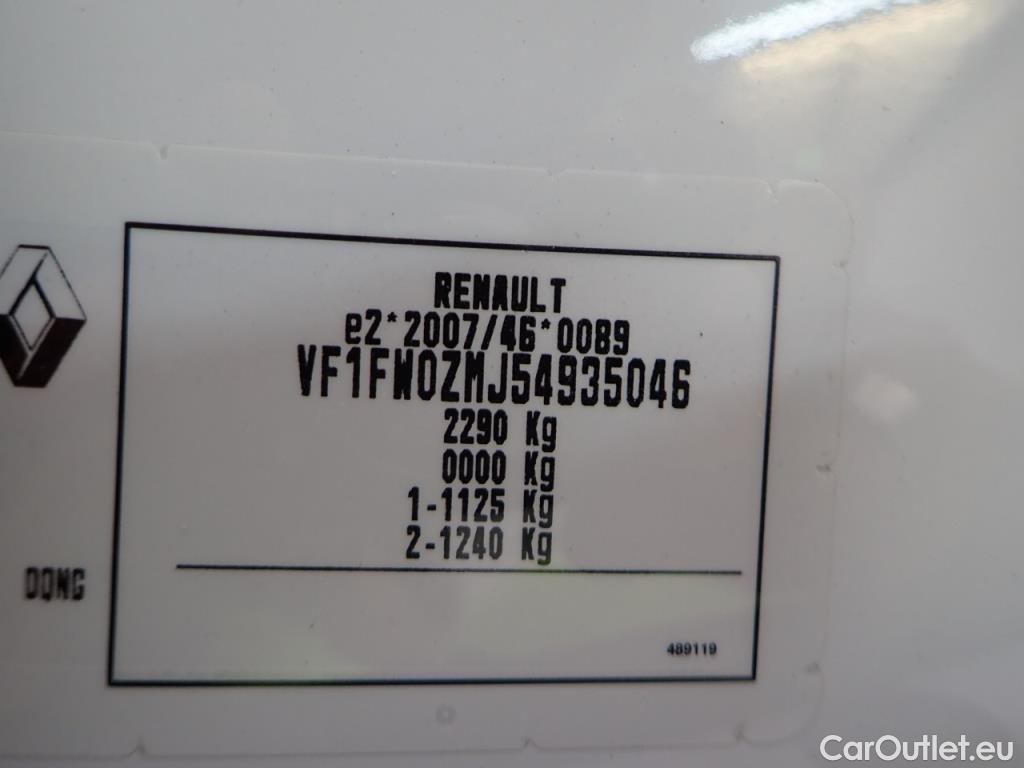 RENAULT
e2*2007/46*0089
VF1FW0ZMJ54935046
2290 Kg
0000 Kg
1-1125 Kg
2-1240 Kg
DQNG
489119
CarOutlet.eu